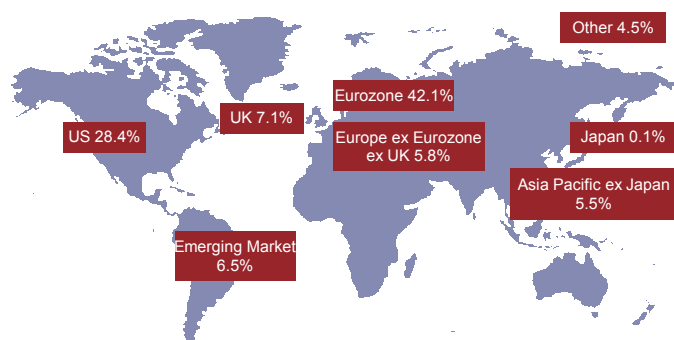 Other 4.5%
Eurozone 42.1%
UK 7.1%
US 28.4%
Europe ex Eurozone
ex UK 5.8%
Japan 0.1%
Asia Pacific ex Japan
5.5%
Emerging Market
6.5%